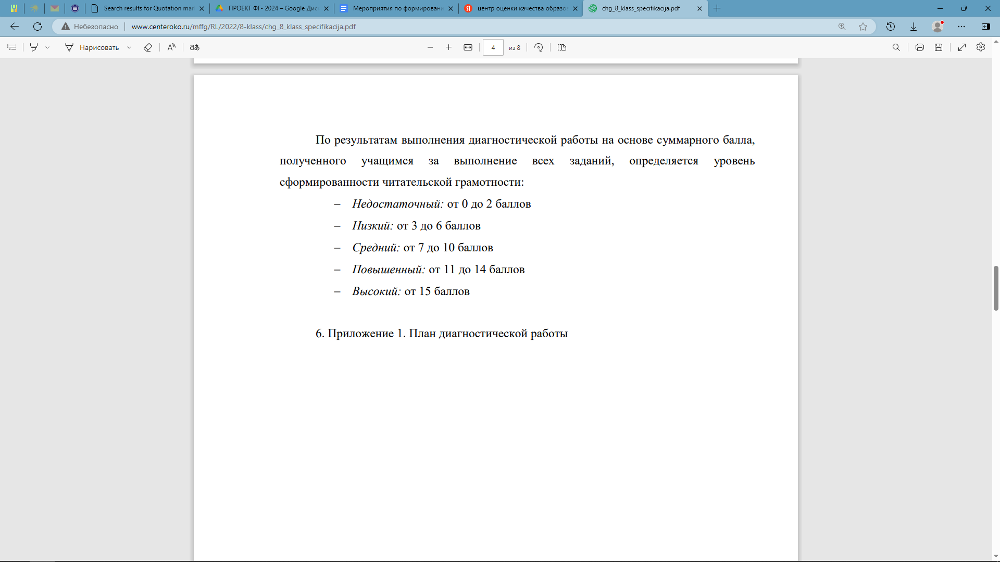 Search results for Quotation mar
ПРОЕКТ ФГ- 2024 – Google Дис
Мероприятия по формировани
центр оценки качества образо
chg_8_klass_specifikacija.pdf
Небезопасно
www.centeroko.ru/mffg/RL/2022/8-klass/chg_8_klass_specifikacija.pdf
Нарисовать
аあ
4 из 8
По результатам выполнения диагностической работы на основе суммарного балла,
полученного учащимся за выполнение всех заданий, определяется уровень
сформированности читательской грамотности:
– Недостаточный: от 0 до 2 баллов
– Низкий: от 3 до 6 баллов
– Средний: от 7 до 10 баллов
– Повышенный: от 11 до 14 баллов
– Высокий: от 15 баллов
6. Приложение 1. План диагностической работы